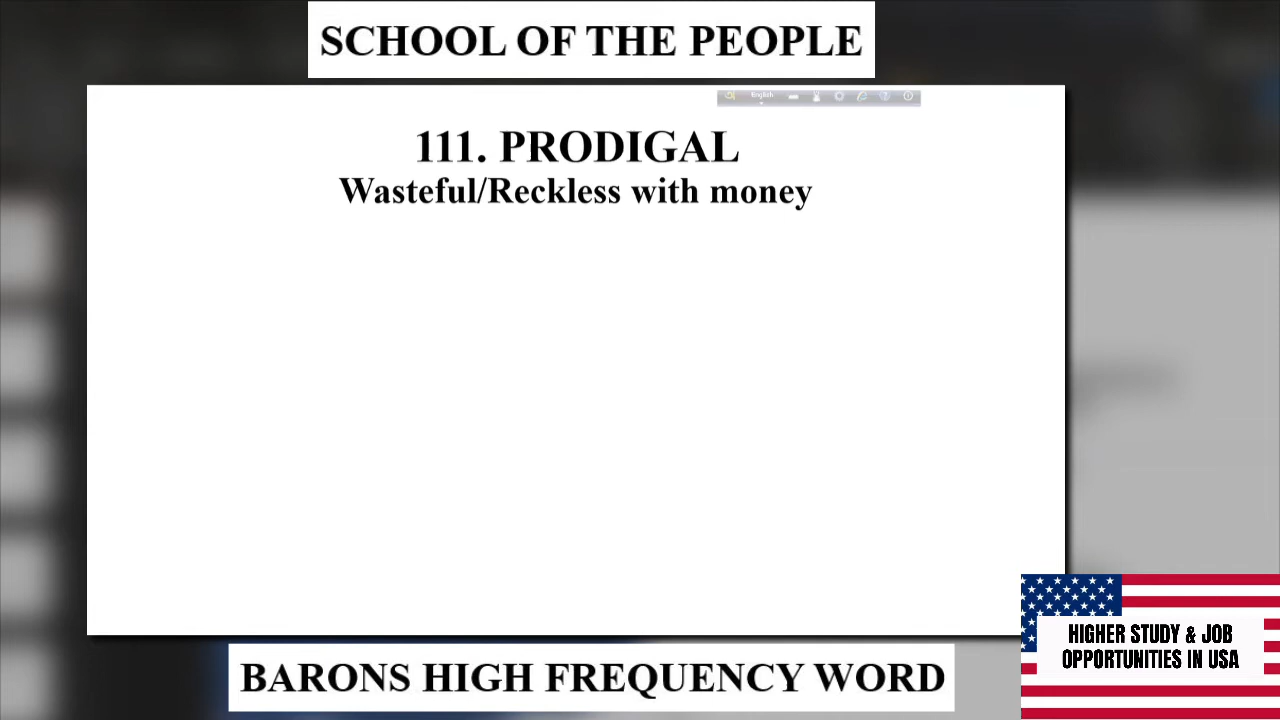 SCHOOL OF THE PEOPLE
English
111. PRODIGAL
Wasteful/Reckless with money
HIGHER STUDY & JOB
OPPORTUNITIES IN USA
BARONS HIGH FREQUENCY WORD